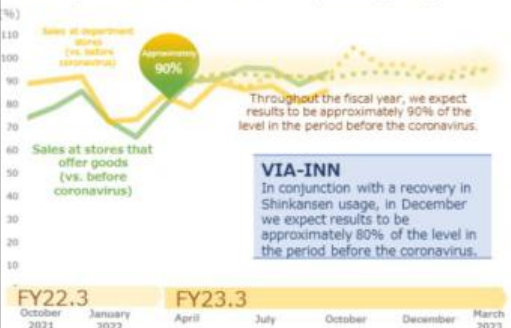 (%)
110
100
90
80
70
60
50
40
30
20
10
Sales at department
stores
(vs. before
coronavirus)
Approximately
90%
Throughout the fiscal year, we expect
results to be approximately 90% of the
level in the period before the coronavirus.
Sales at stores that
offer goods
(vs. before
coronavirus)
VIA-INN
In conjunction with a recovery in
Shinkansen usage, in December
we expect results to be
approximately 80% of the level in
the period before the coronavirus.
FY22.3
FY23.3
October
2021
January
2022
April
July
October
December
March
2023